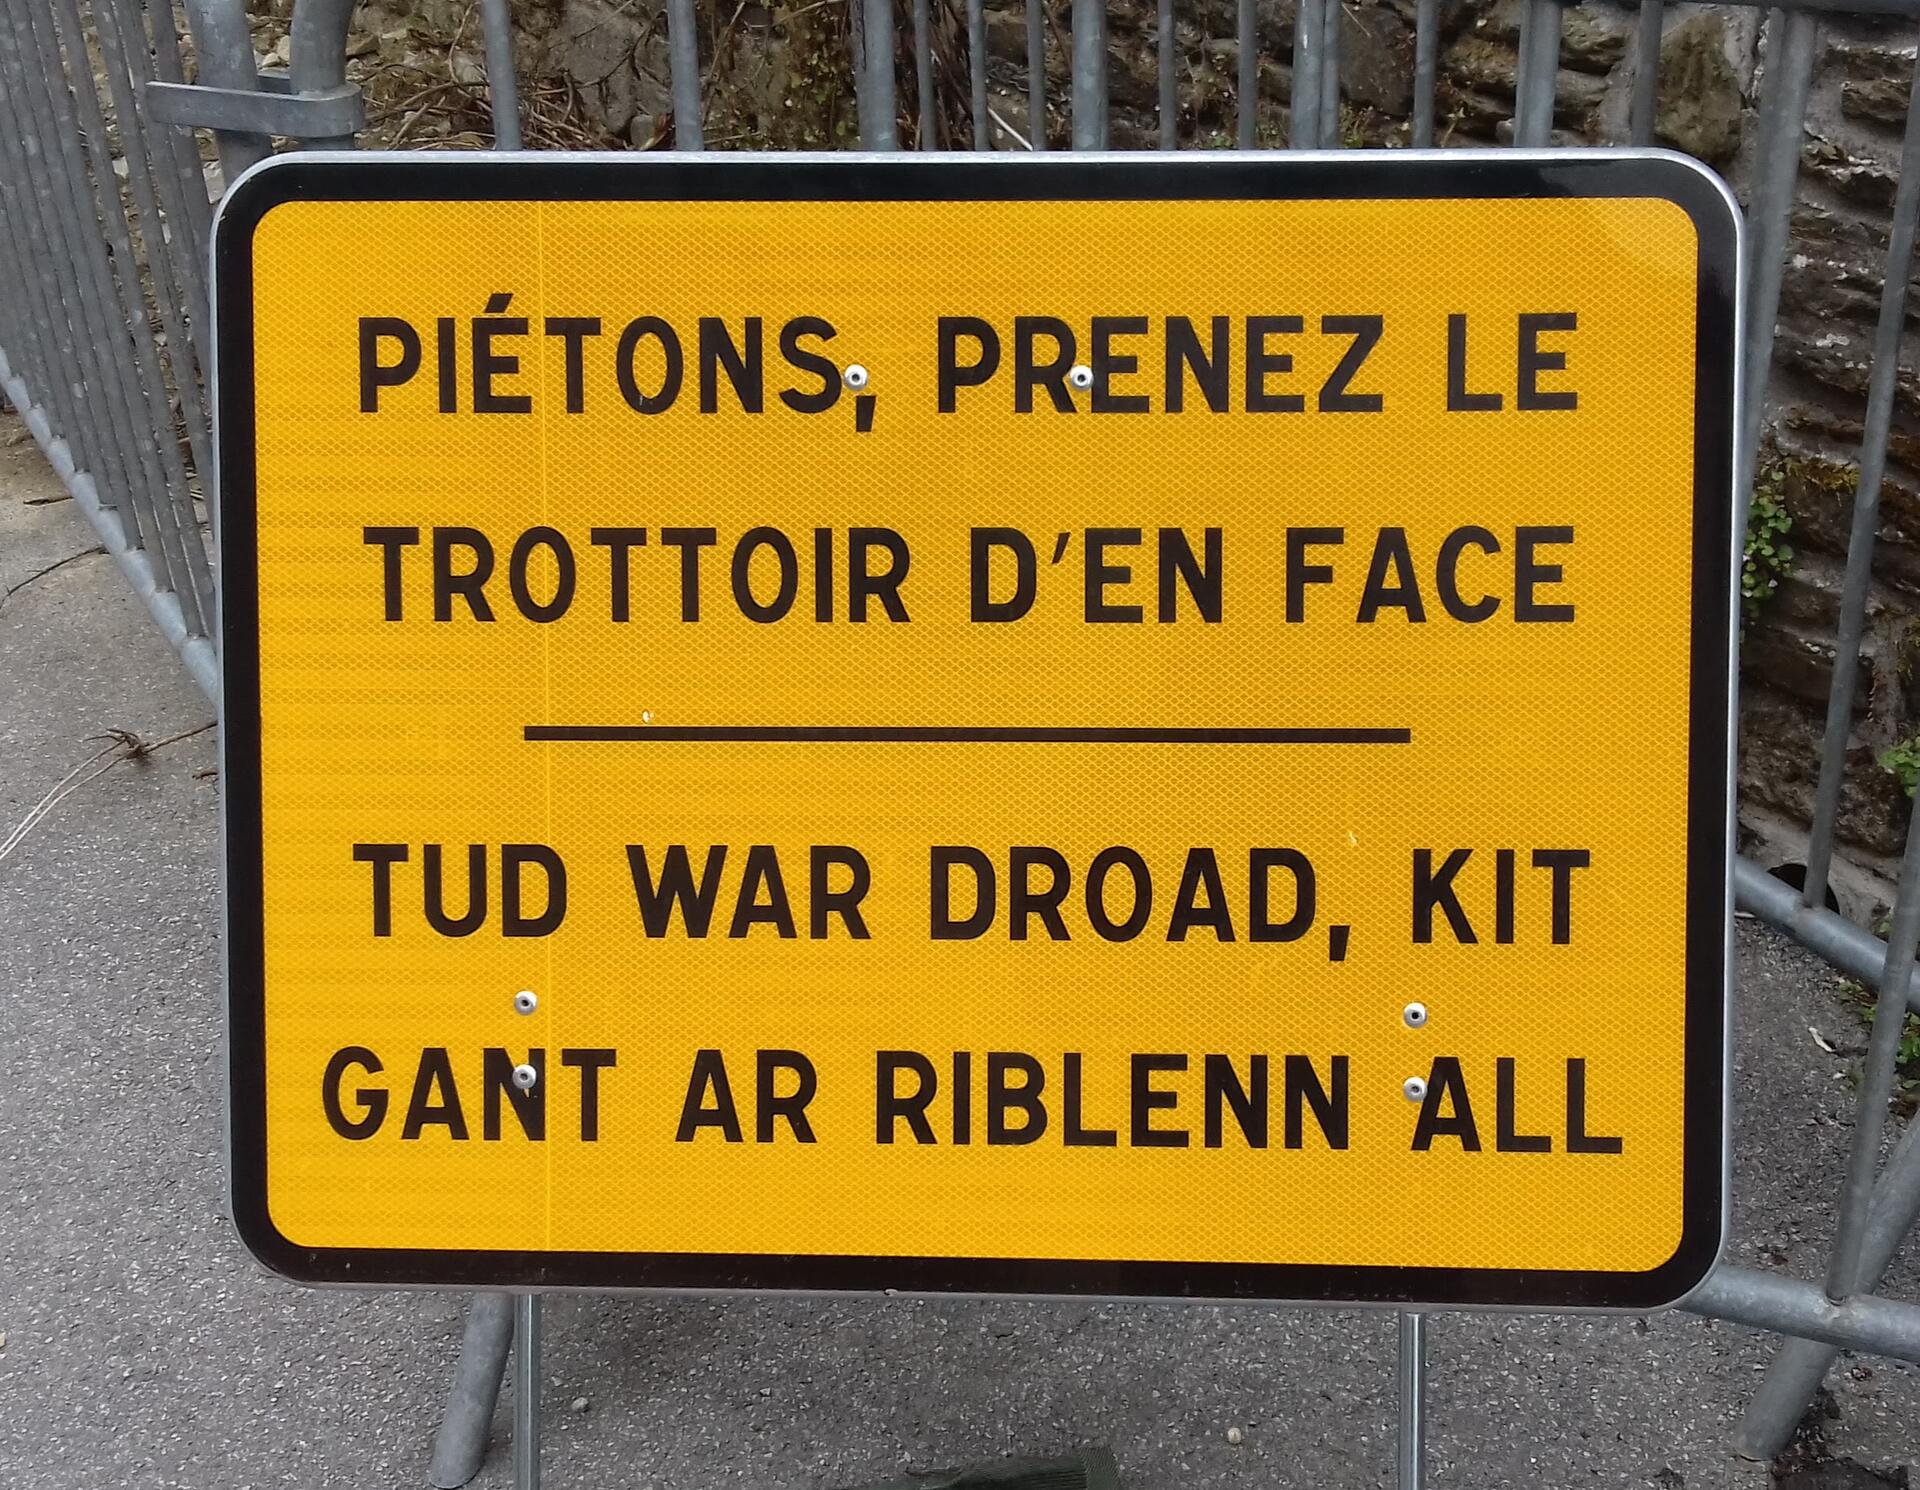 PIÉTONS, PRENEZ LE
TROTTOIR D'EN FACE
TUD WAR DROAD, KIT
GANT AR RIBLENN ALL